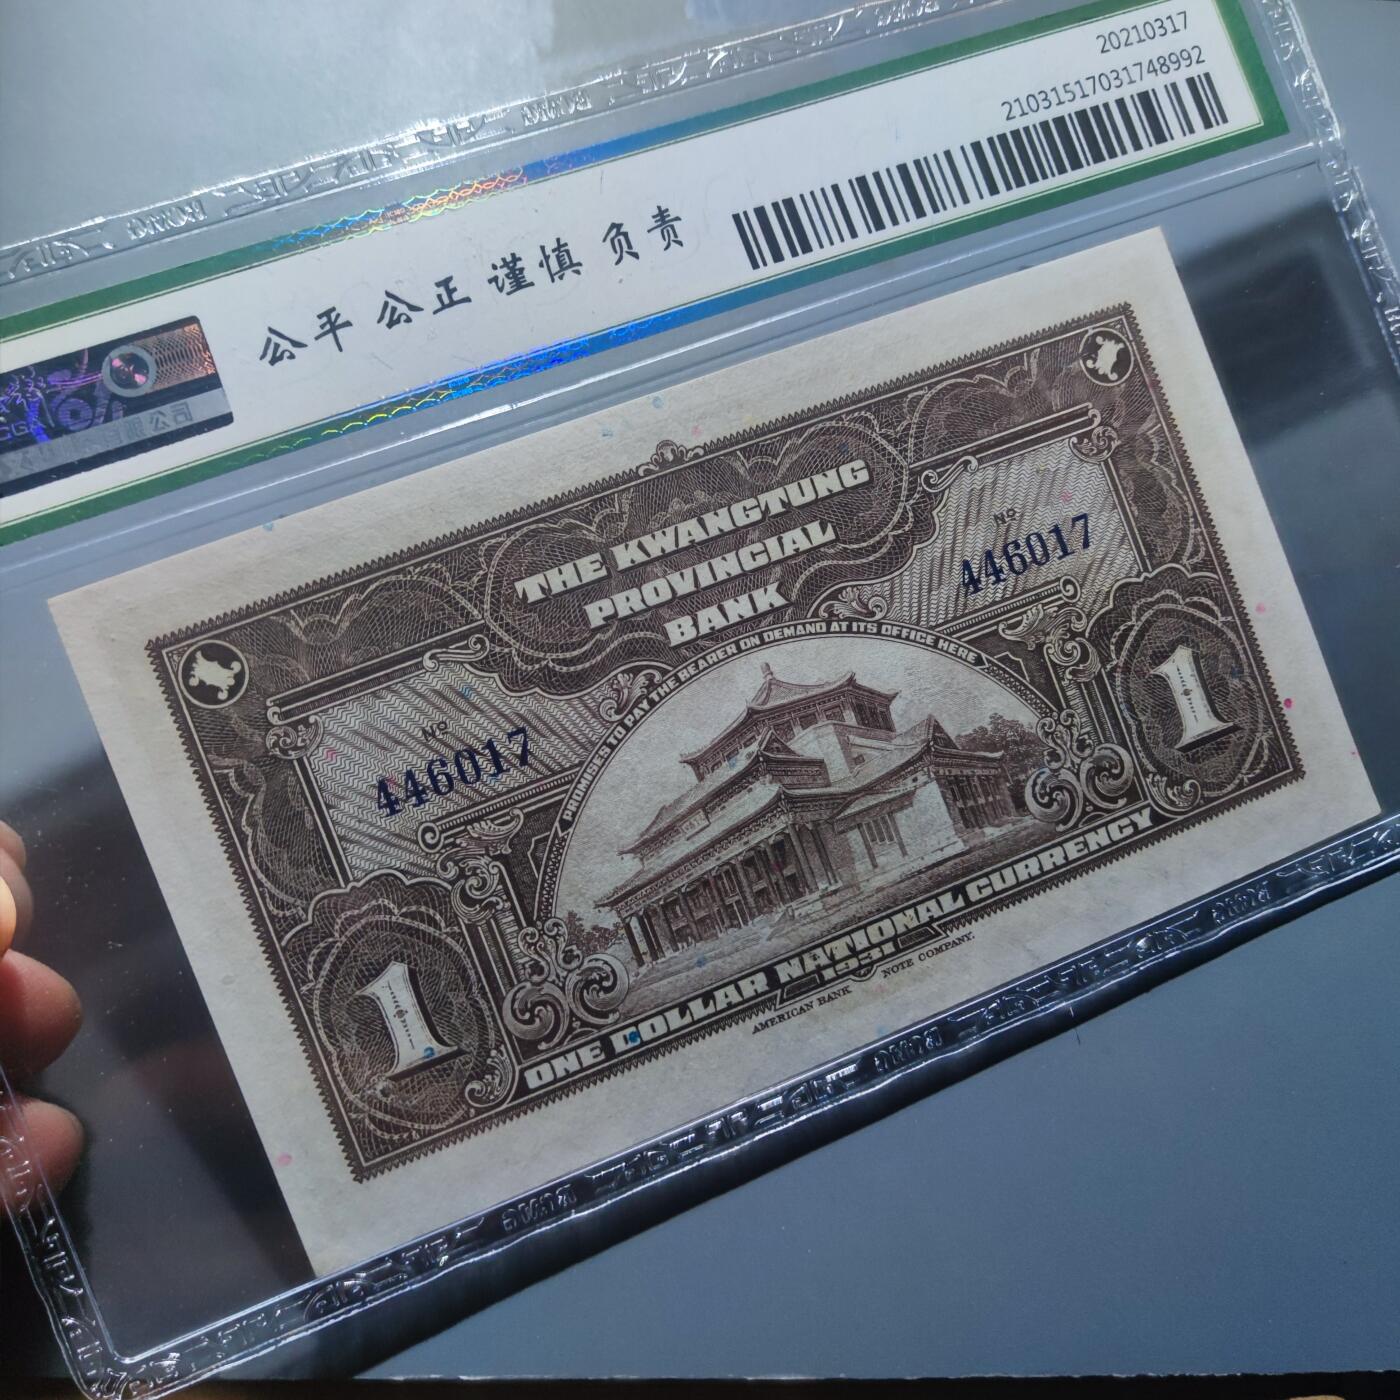 20210317
21031517031748992
公平 公正 谨慎 负责
THE KWANGTUNG
PROVINCIAL
BANK
PROMISES TO PAY THE BEARER ON DEMAND AT ITS OFFICE HERE
No
446017
No
446017
1
1
ONE DOLLAR NATIONAL CURRENCY
1931
AMERICAN BANK NOTE COMPANY.